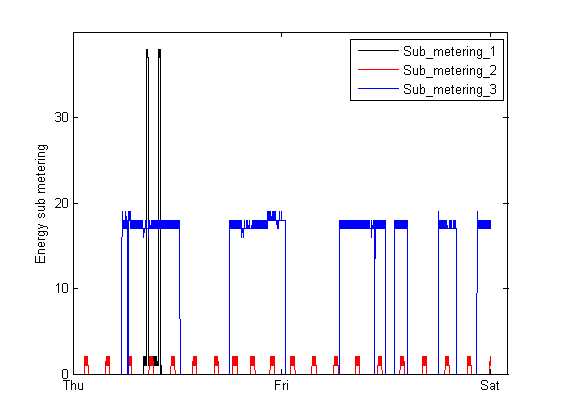 Sub_metering_1
Sub_metering_2
Sub_metering_3
Energy sub metering
30
20
10
0
Thu Fri Sat